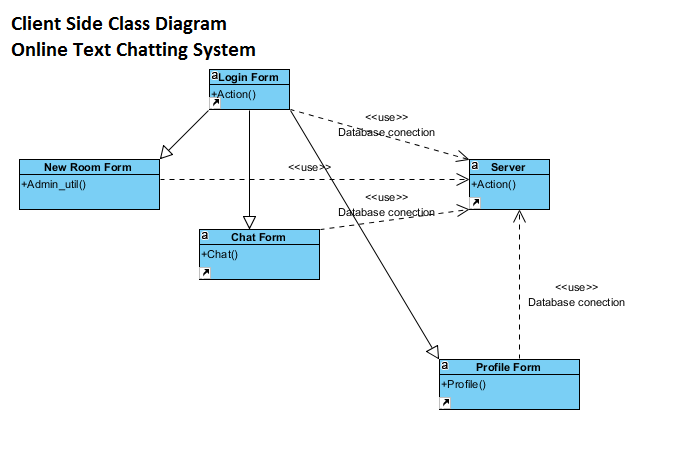 Client Side Class Diagram
Online Text Chatting System
a Login Form
+Action()
<<use>>
Database conection
New Room Form
+Admin_util()
<<use>>
a Server
+Action()
<<use>>
Database conection
a Chat Form
+Chat()
<<use>>
Database conection
a Profile Form
+Profile()